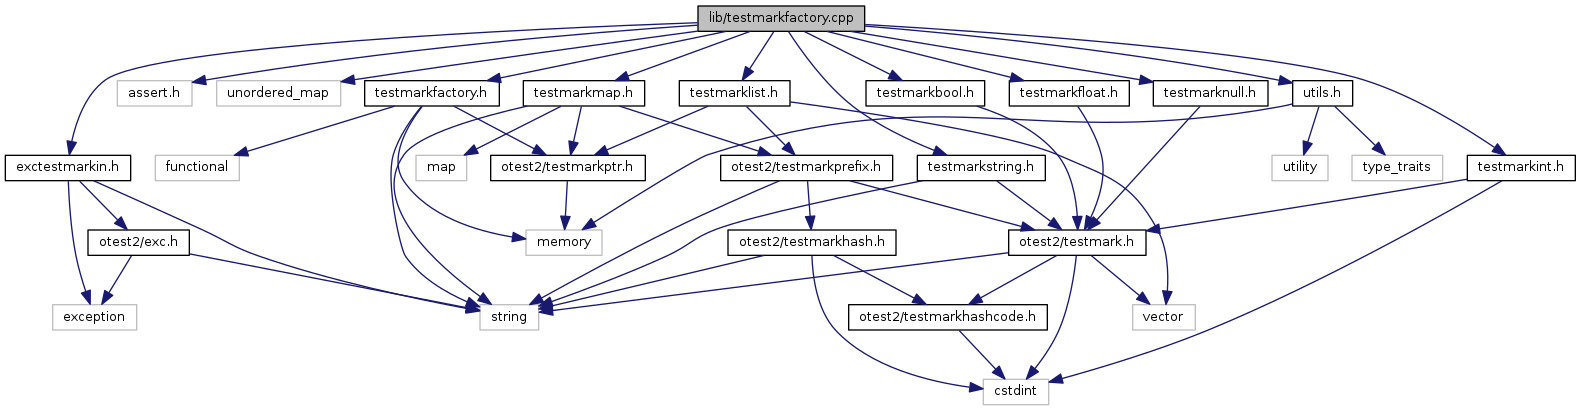 lib/testmarkfactory.cpp
assert.h
unordered_map
testmarkfactory.h
testmarkmap.h
testmarklist.h
testmarkbool.h
testmarkfloat.h
testmarknull.h
utils.h
exctestmarkin.h
functional
map
otest2/testmarkptr.h
otest2/testmarkprefix.h
testmarkstring.h
utility
type_traits
testmarkint.h
otest2/exc.h
memory
otest2/testmarkhash.h
otest2/testmark.h
exception
string
otest2/testmarkhashcode.h
vector
cstdint